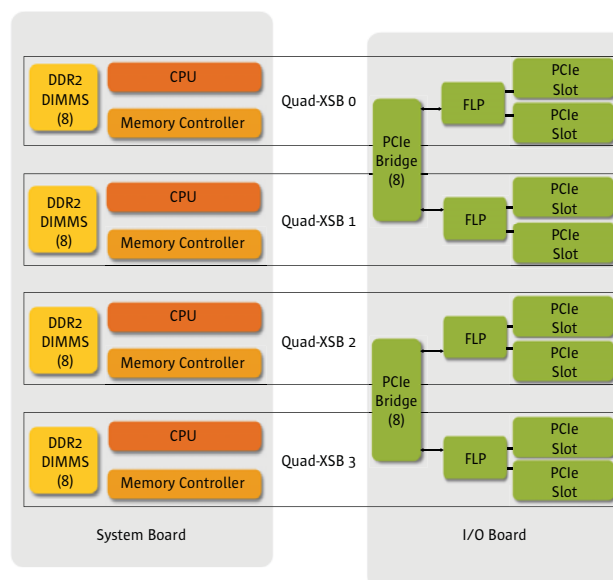 DDR2
DIMMS
(8)
CPU
Memory Controller
Quad-XSB 0
PCIe
Bridge
(8)
FLP
PCIe
Slot
PCIe
Slot
DDR2
DIMMS
(8)
CPU
Memory Controller
Quad-XSB 1
FLP
PCIe
Slot
PCIe
Slot
DDR2
DIMMS
(8)
CPU
Memory Controller
Quad-XSB 2
PCIe
Bridge
(8)
FLP
PCIe
Slot
PCIe
Slot
DDR2
DIMMS
(8)
CPU
Memory Controller
Quad-XSB 3
FLP
PCIe
Slot
PCIe
Slot
System Board
I/O Board